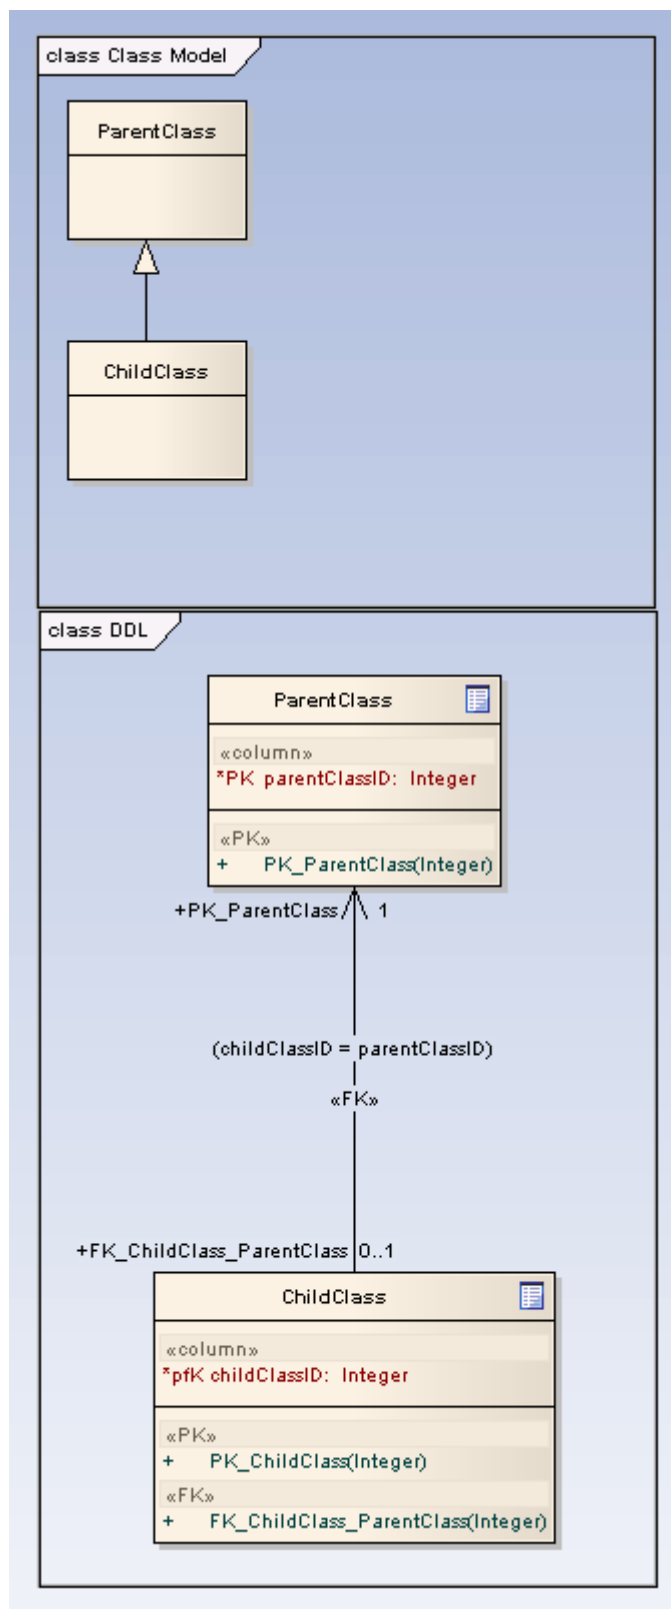 class Class Model
ParentClass
ChildClass
class DDL
ParentClass
«column»
*PK parentClassID: Integer
«PK»
+ PK_ParentClass(Integer)
+PK_ParentClass 1
(childClassID = parentClassID)
«FK»
+FK_ChildClass_ParentClass 0..1
ChildClass
«column»
*pfK childClassID: Integer
«PK»
+ PK_ChildClass(Integer)
«FK»
+ FK_ChildClass_ParentClass(Integer)